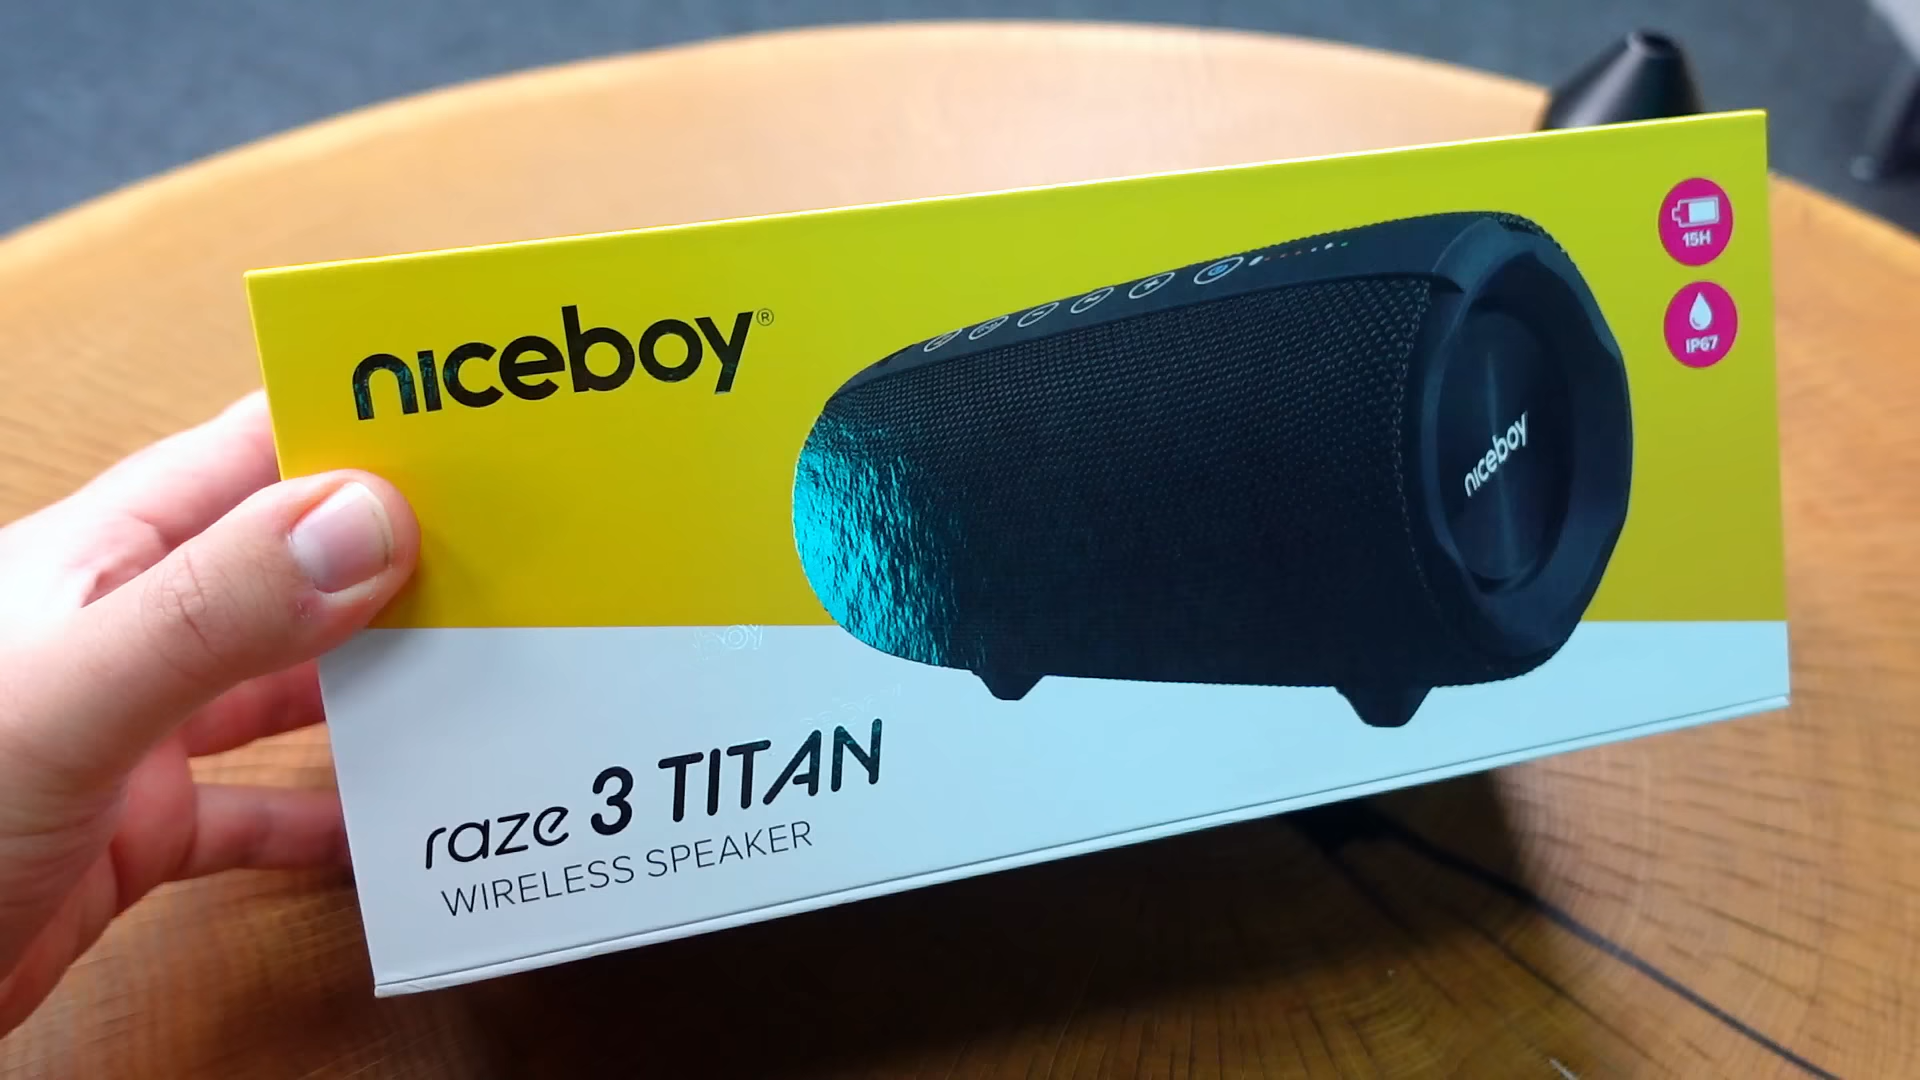 niceboy®
15H
IP67
niceboy
raze 3 TITAN
WIRELESS SPEAKER